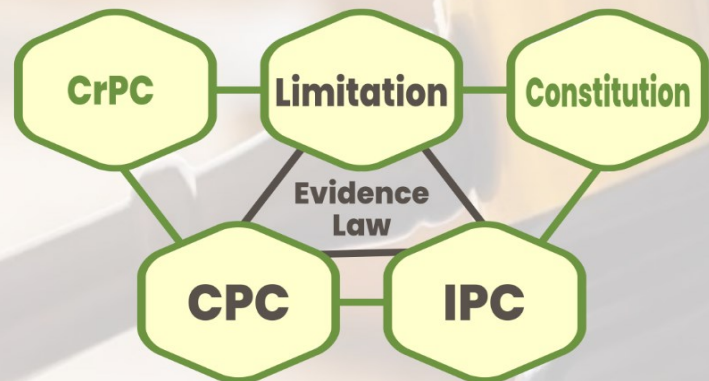 CrPC
Limitation
Constitution
Evidence
Law
CPC
IPC